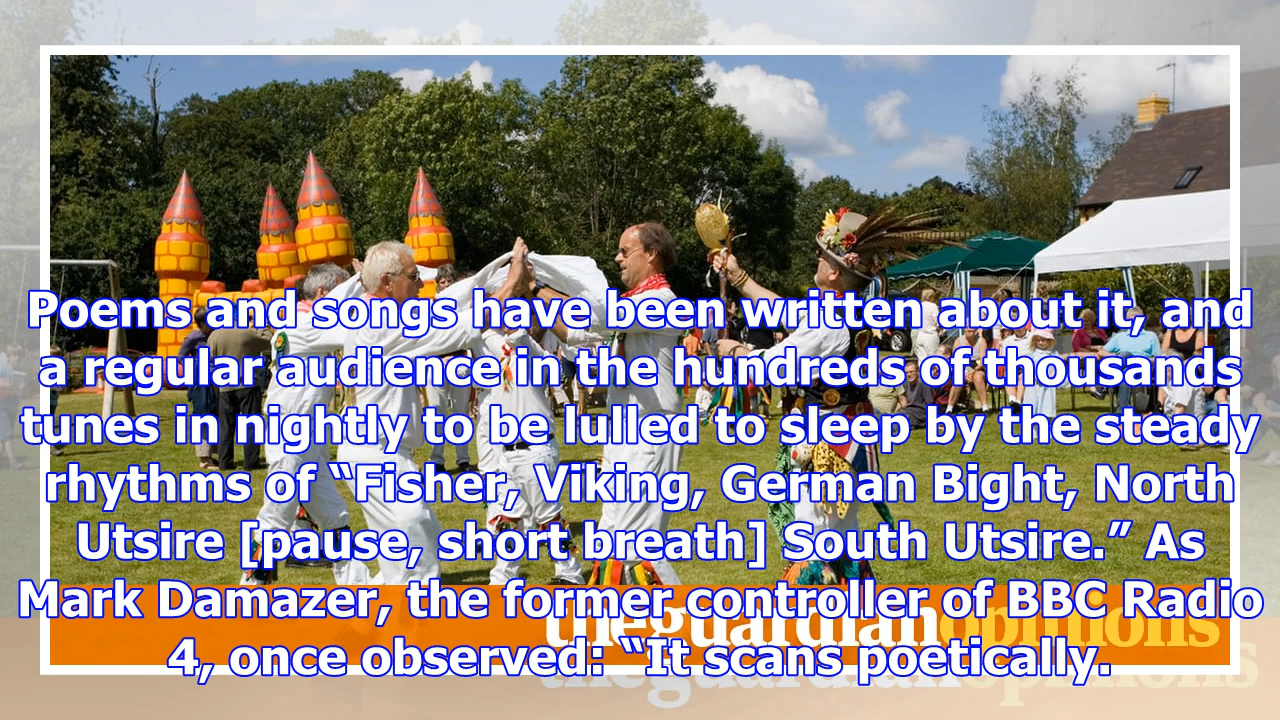 Poems and songs have been written about it, and
a regular audience in the hundreds of thousands
tunes in nightly to be lulled to sleep by the steady
rhythms of “Fisher, Viking, German Bight, North
Utsire [pause, short breath] South Utsire.” As
Mark Damazer, the former controller of BBC Radio
4, once observed: “It scans poetically.
theguardianopinions
theguardianopinions